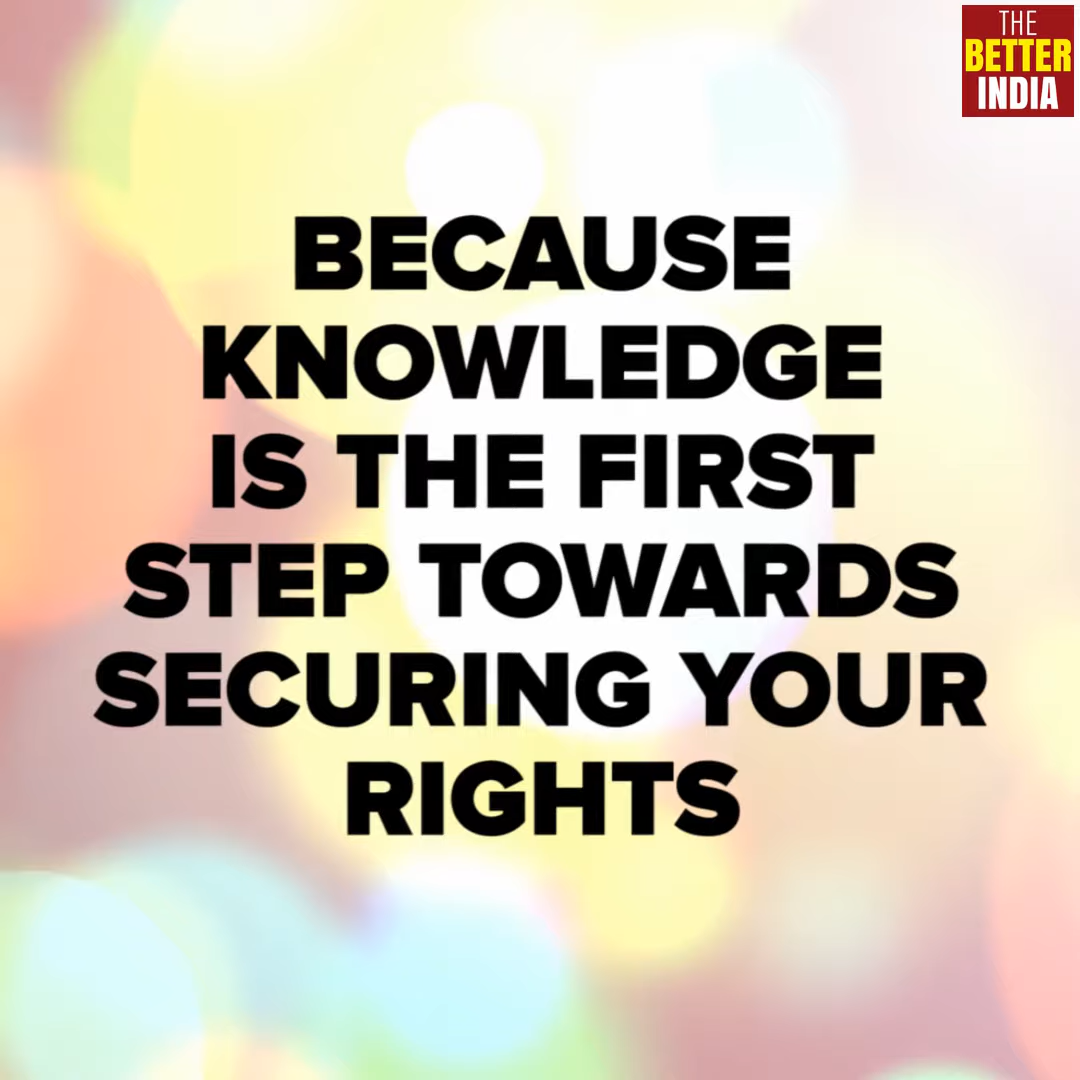 THE
BETTER
INDIA
BECAUSE
KNOWLEDGE
IS THE FIRST
STEP TOWARDS
SECURING YOUR
RIGHTS